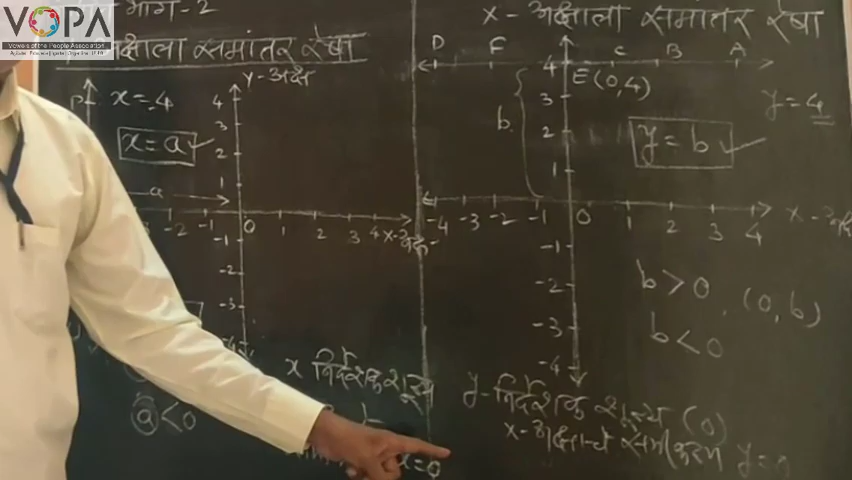 VOPA
Vowels of the People Association
भाग-2
समांतर रेषा
x = -4
x = a
a
Y-अक्ष
4
3
2
1
-2 -1 0 1 2 3 4 X-अक्ष
-1
-2
-3
-4
a<0
x निर्देशक शून्य
x=0
x-अक्षाला समांतर रेषा
D F C B A
4 E(0,4)
3
2
1
b
y = 4
y = b
-4 -3 -2 -1 0 1 2 3 4 X-अक्ष
-1
-2
-3
-4
b>0
(0, b)
b<0
y-निर्देशक शून्य (0)
x-अक्षाचे समीकरण y=0